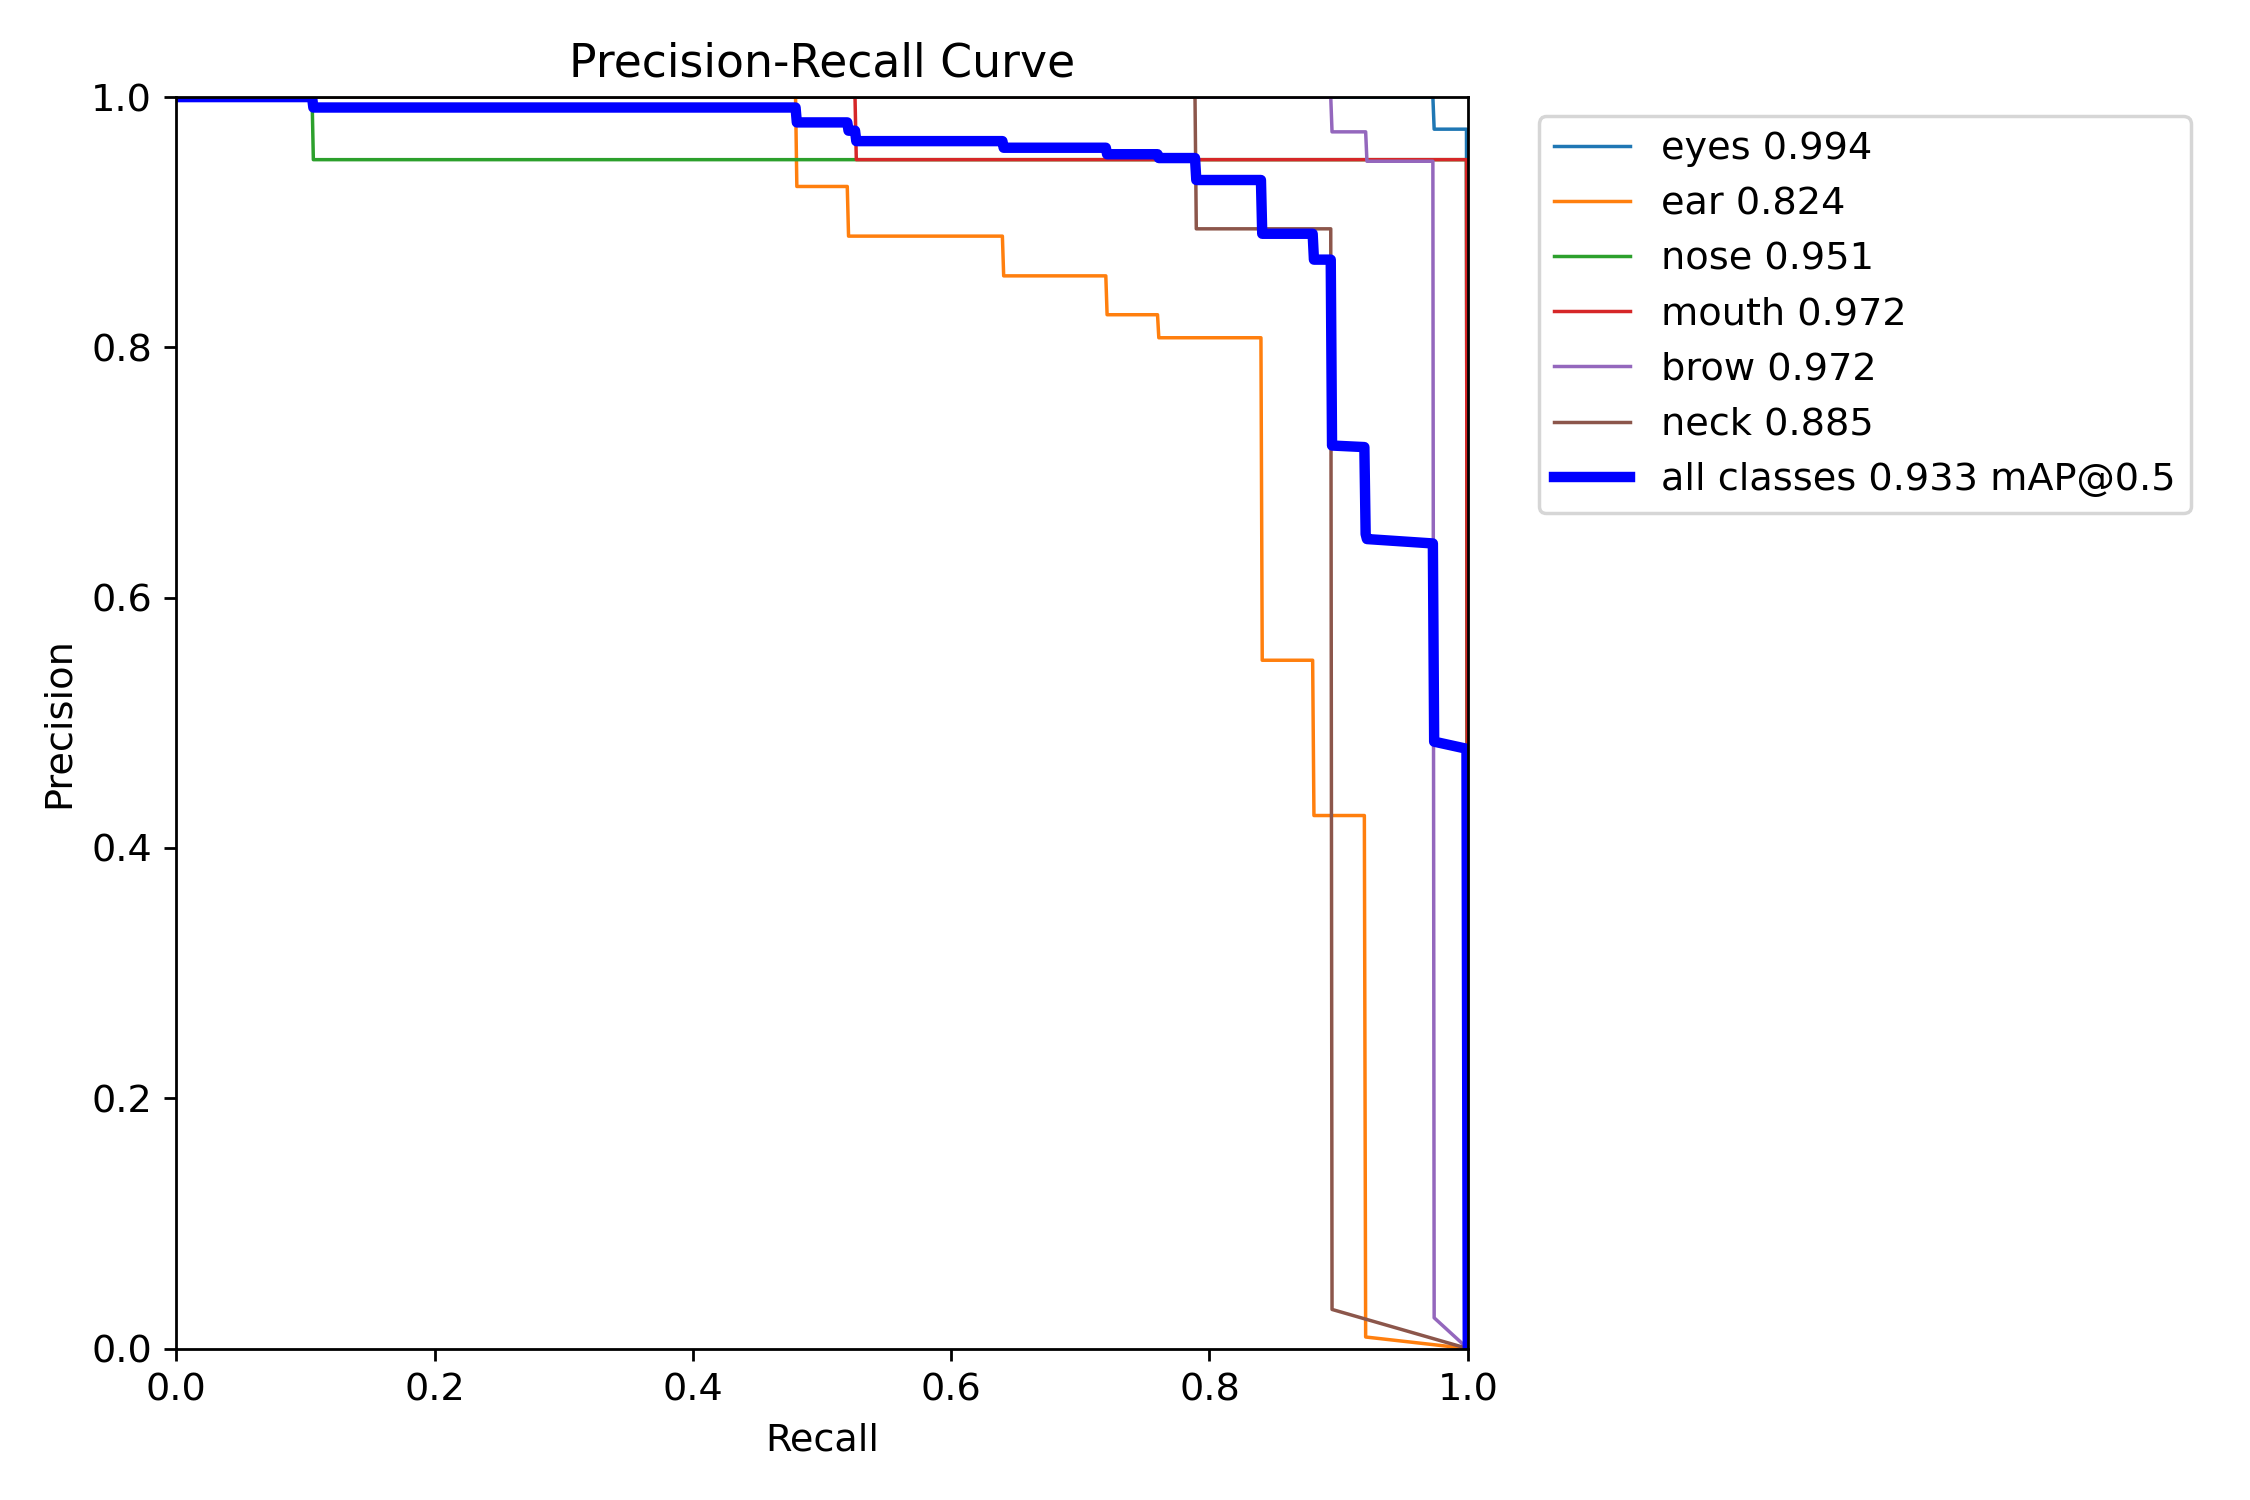 Precision-Recall Curve
1.0
0.8
0.6
0.4
0.2
0.0
Precision
0.0 0.2 0.4 0.6 0.8 1.0
Recall
eyes 0.994
ear 0.824
nose 0.951
mouth 0.972
brow 0.972
neck 0.885
all classes 0.933 mAP@0.5